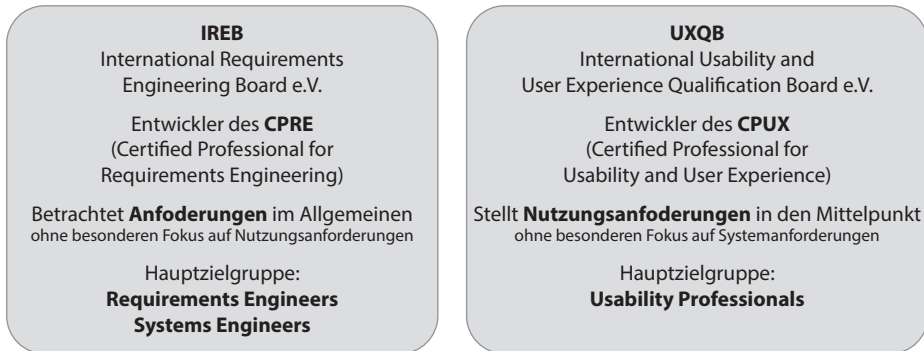 IREB
International Requirements
Engineering Board e.V.
Entwickler des CPRE
(Certified Professional for
Requirements Engineering)
Betrachtet Anfoderungen im Allgemeinen
ohne besonderen Fokus auf Nutzungsanforderungen
Hauptzielgruppe:
Requirements Engineers
Systems Engineers
UXQB
International Usability and
User Experience Qualification Board e.V.
Entwickler des CPUX
(Certified Professional for
Usability and User Experience)
Stellt Nutzungsanfoderungen in den Mittelpunkt
ohne besonderen Fokus auf Systemanforderungen
Hauptzielgruppe:
Usability Professionals